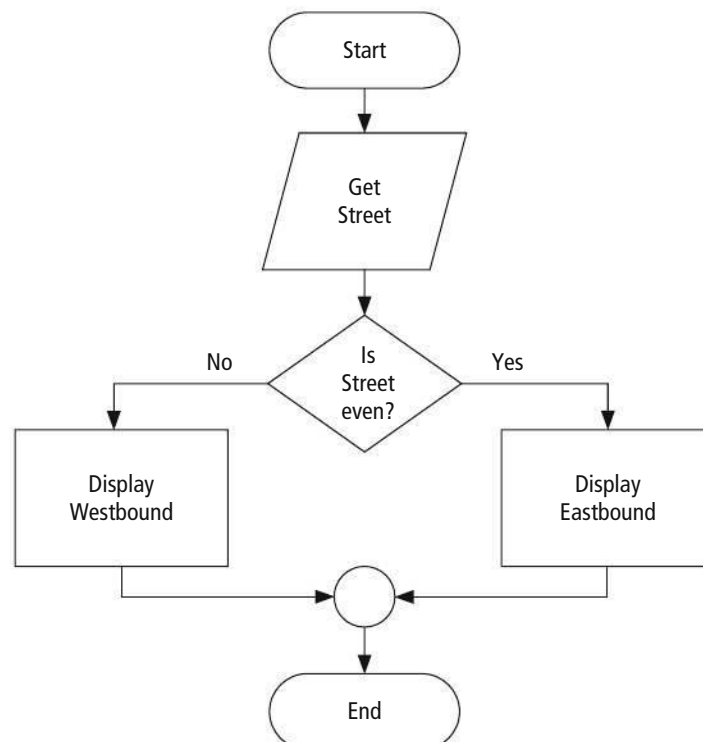 Start
Get
Street
Is
Street
even?
No
Yes
Display
Westbound
Display
Eastbound
End